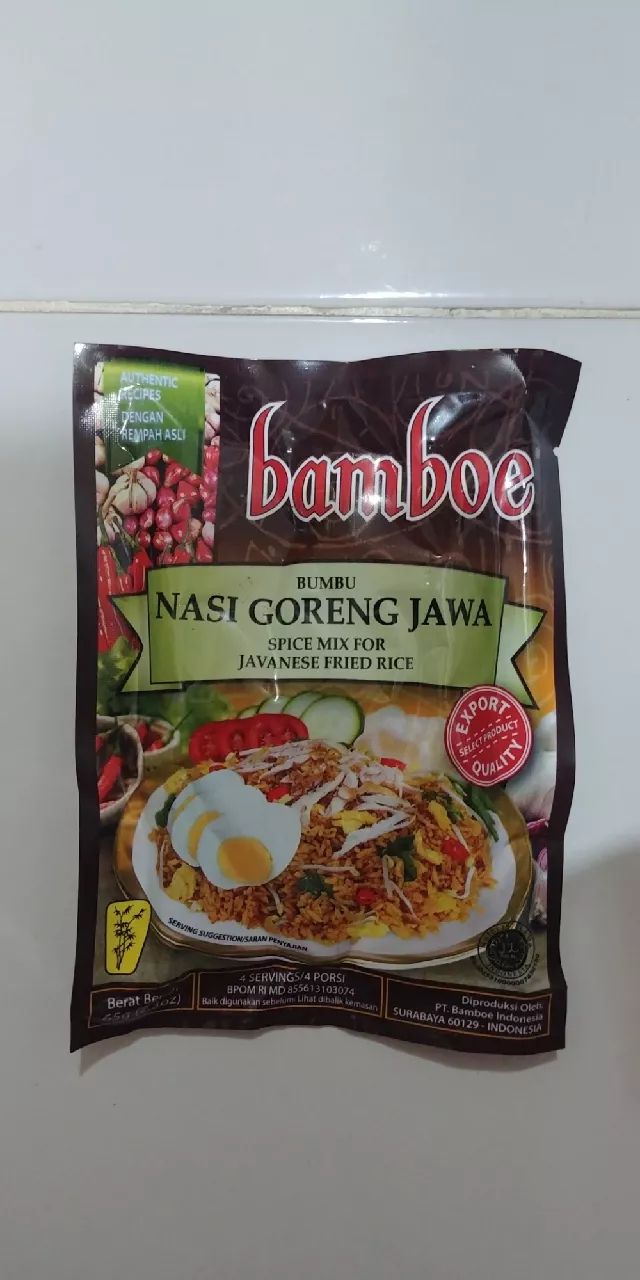 AUTHENTIC
RECIPES
DENGAN
REMPAH ASLI
bamboe
BUMBU
NASI GORENG JAWA
SPICE MIX FOR
JAVANESE FRIED RICE
EXPORT
SELECT PRODUCT
QUALITY
SERVING SUGGESTION/SARAN PENYAJIAN
Berat
4 SERVINGS/4 PORSI
BPOM RI MD 855613103074
Baik digunakan sebelum: Lihat dibalik kemasan
Diproduksi Oleh:
PT. Bamboe Indonesia
SURABAYA 60129 - INDONESIA